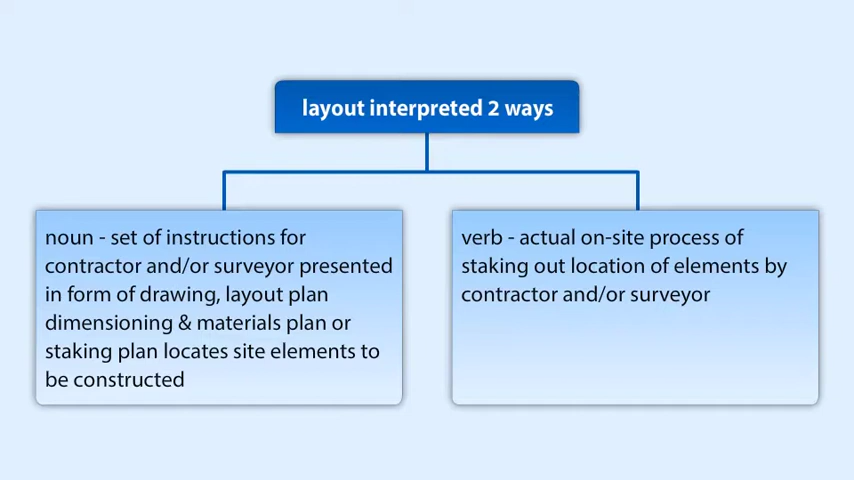 layout interpreted 2 ways
noun - set of instructions for
contractor and/or surveyor presented
in form of drawing, layout plan
dimensioning & materials plan or
staking plan locates site elements to
be constructed
verb - actual on-site process of
staking out location of elements by
contractor and/or surveyor